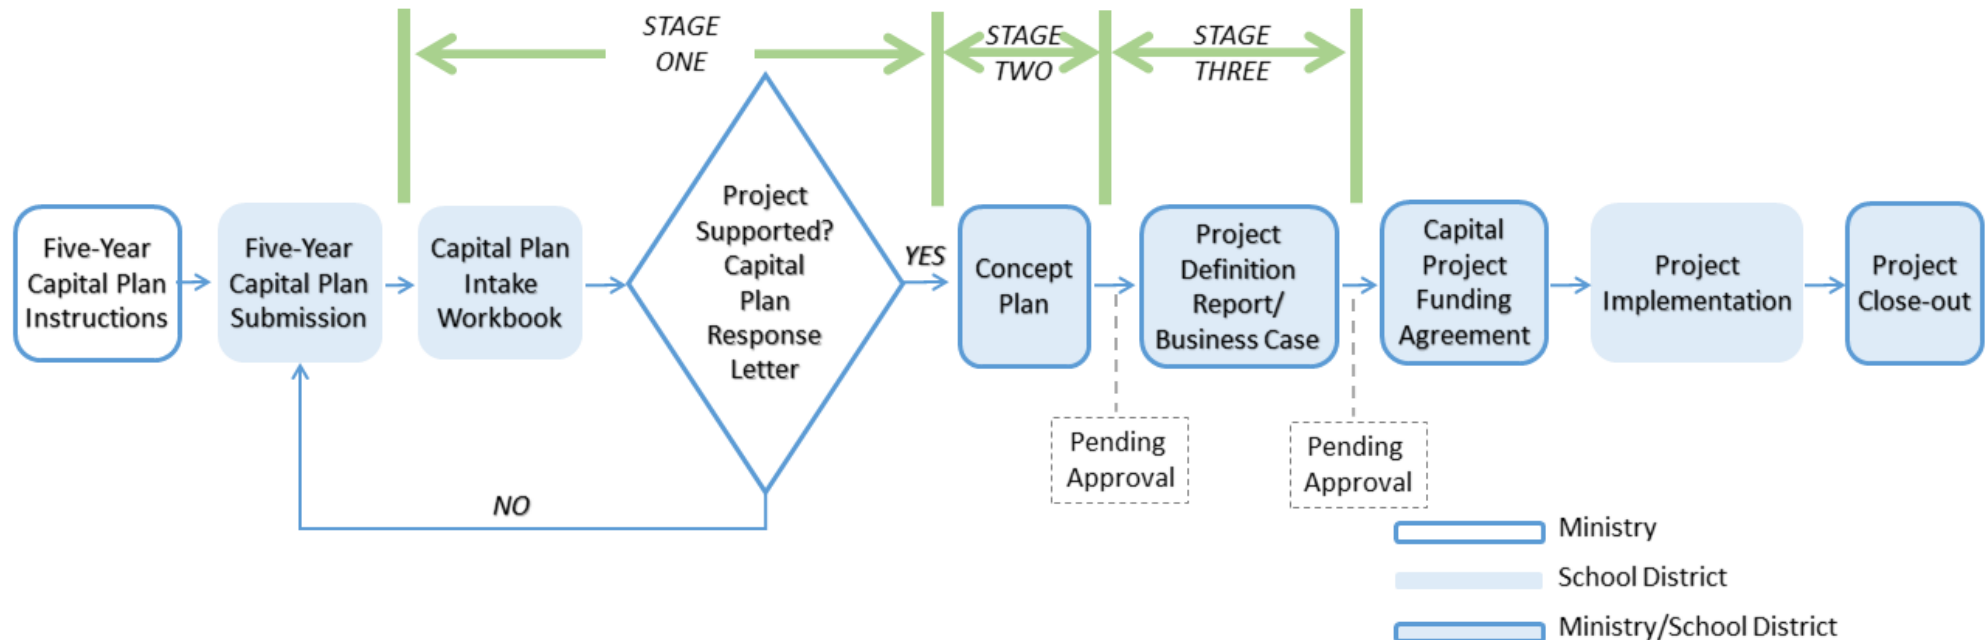 STAGE
ONE
STAGE
TWO
STAGE
THREE
Five-Year
Capital Plan
Instructions
Five-Year
Capital Plan
Submission
Capital Plan
Intake
Workbook
Project
Supported?
Capital
Plan
Response
Letter
YES
NO
Concept
Plan
Pending
Approval
Project
Definition
Report/
Business Case
Pending
Approval
Capital
Project
Funding
Agreement
Project
Implementation
Project
Close-out
Ministry
School District
Ministry/School District